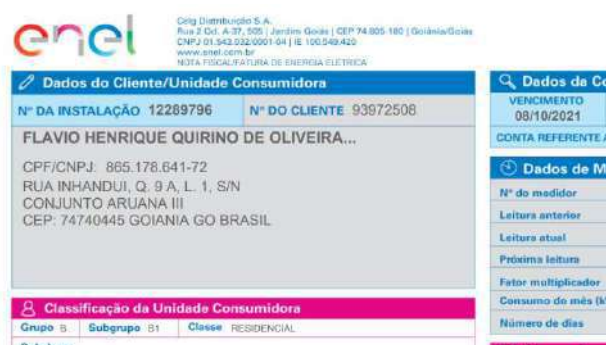 enel
Celg Distribuição S.A.
Rua 2 Qd. A-37, 505 | Jardim Goiás | CEP 74.805-180 | Goiânia/Goiás
CNPJ 01.543.032/0001-04 | IE 100.549.420
www.enel.com.br
NOTA FISCAL/FATURA DE ENERGIA ELÉTRICA
Dados do Cliente/Unidade Consumidora
Nº DA INSTALAÇÃO 12289796 Nº DO CLIENTE 93972508
FLAVIO HENRIQUE QUIRINO DE OLIVEIRA...
CPF/CNPJ: 865.178.641-72
RUA INHANDUI, Q. 9 A, L. 1, S/N
CONJUNTO ARUANA III
CEP: 74740445 GOIANIA GO BRASIL
Classificação da Unidade Consumidora
Grupo B Subgrupo B1 Classe RESIDENCIAL
Dados da Co
VENCIMENTO
08/10/2021
CONTA REFERENTE A
Dados de M
Nº do medidor
Leitura anterior
Leitura atual
Próxima leitura
Fator multiplicador
Consumo do mês (k
Número de dias